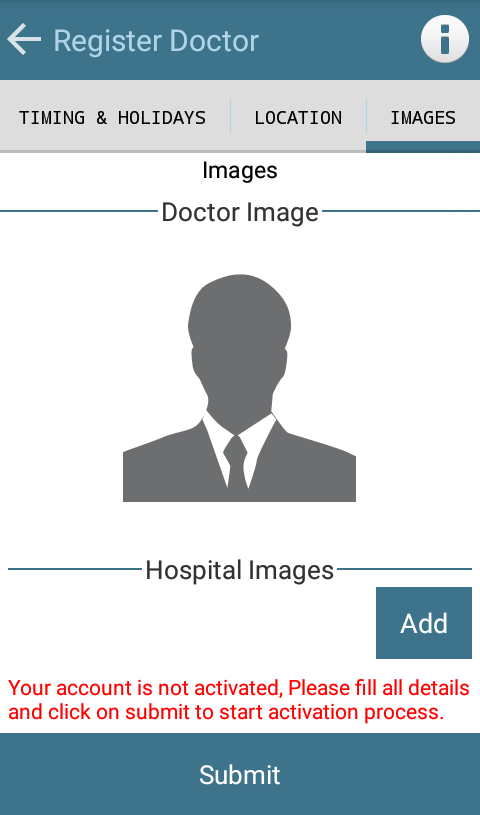 Register Doctor
TIMING & HOLIDAYS
LOCATION
IMAGES
Images
Doctor Image
Hospital Images
Add
Your account is not activated, Please fill all details
and click on submit to start activation process.
Submit